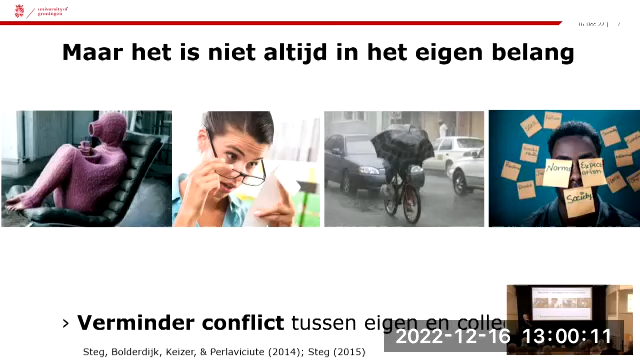 university of
groningen
Maar het is niet altijd in het eigen belang
Norms
Society
› Verminder conflict tussen eigen en colle
2022-12-16 13:00:11
Steg, Bolderdijk, Keizer, & Perlaviciute (2014); Steg (2015)